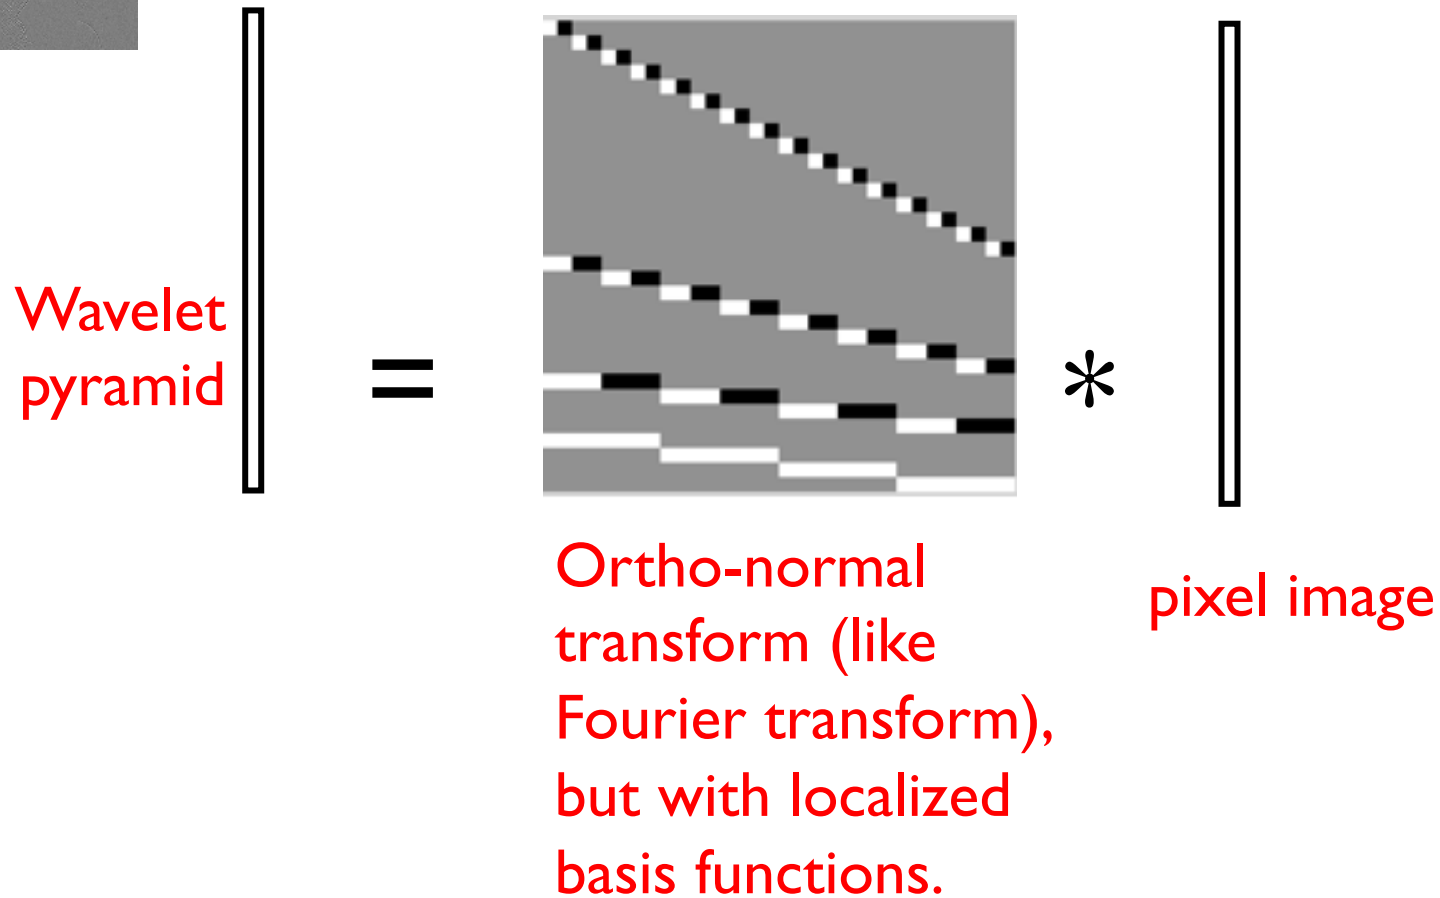 Wavelet
pyramid
=
*
Ortho-normal
transform (like
Fourier transform),
but with localized
basis functions.
pixel image